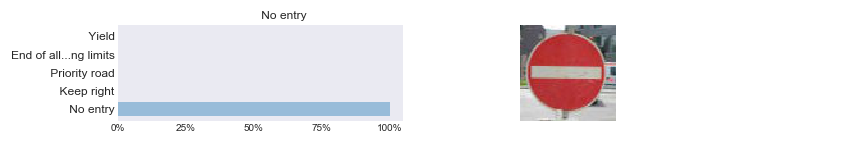 No entry
Yield
End of all...ng limits
Priority road
Keep right
No entry
0% 25% 50% 75% 100%